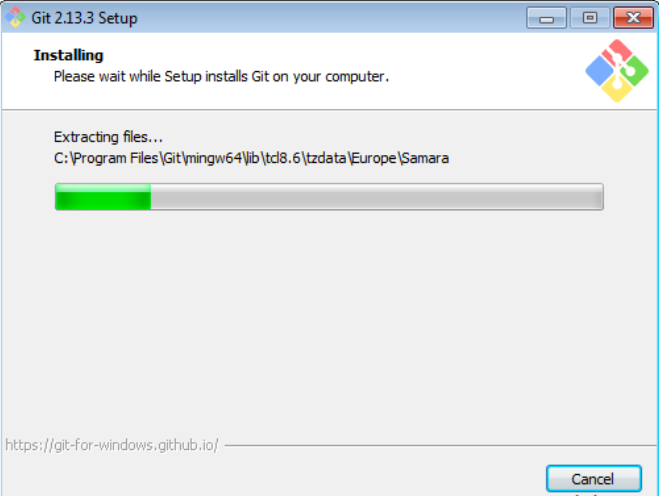 Git 2.13.3 Setup
Installing
Please wait while Setup installs Git on your computer.
Extracting files...
C:\Program Files\Git\mingw64\lib\tcl8.6\tzdata\Europe\Samara
https://git-for-windows.github.io/
Cancel